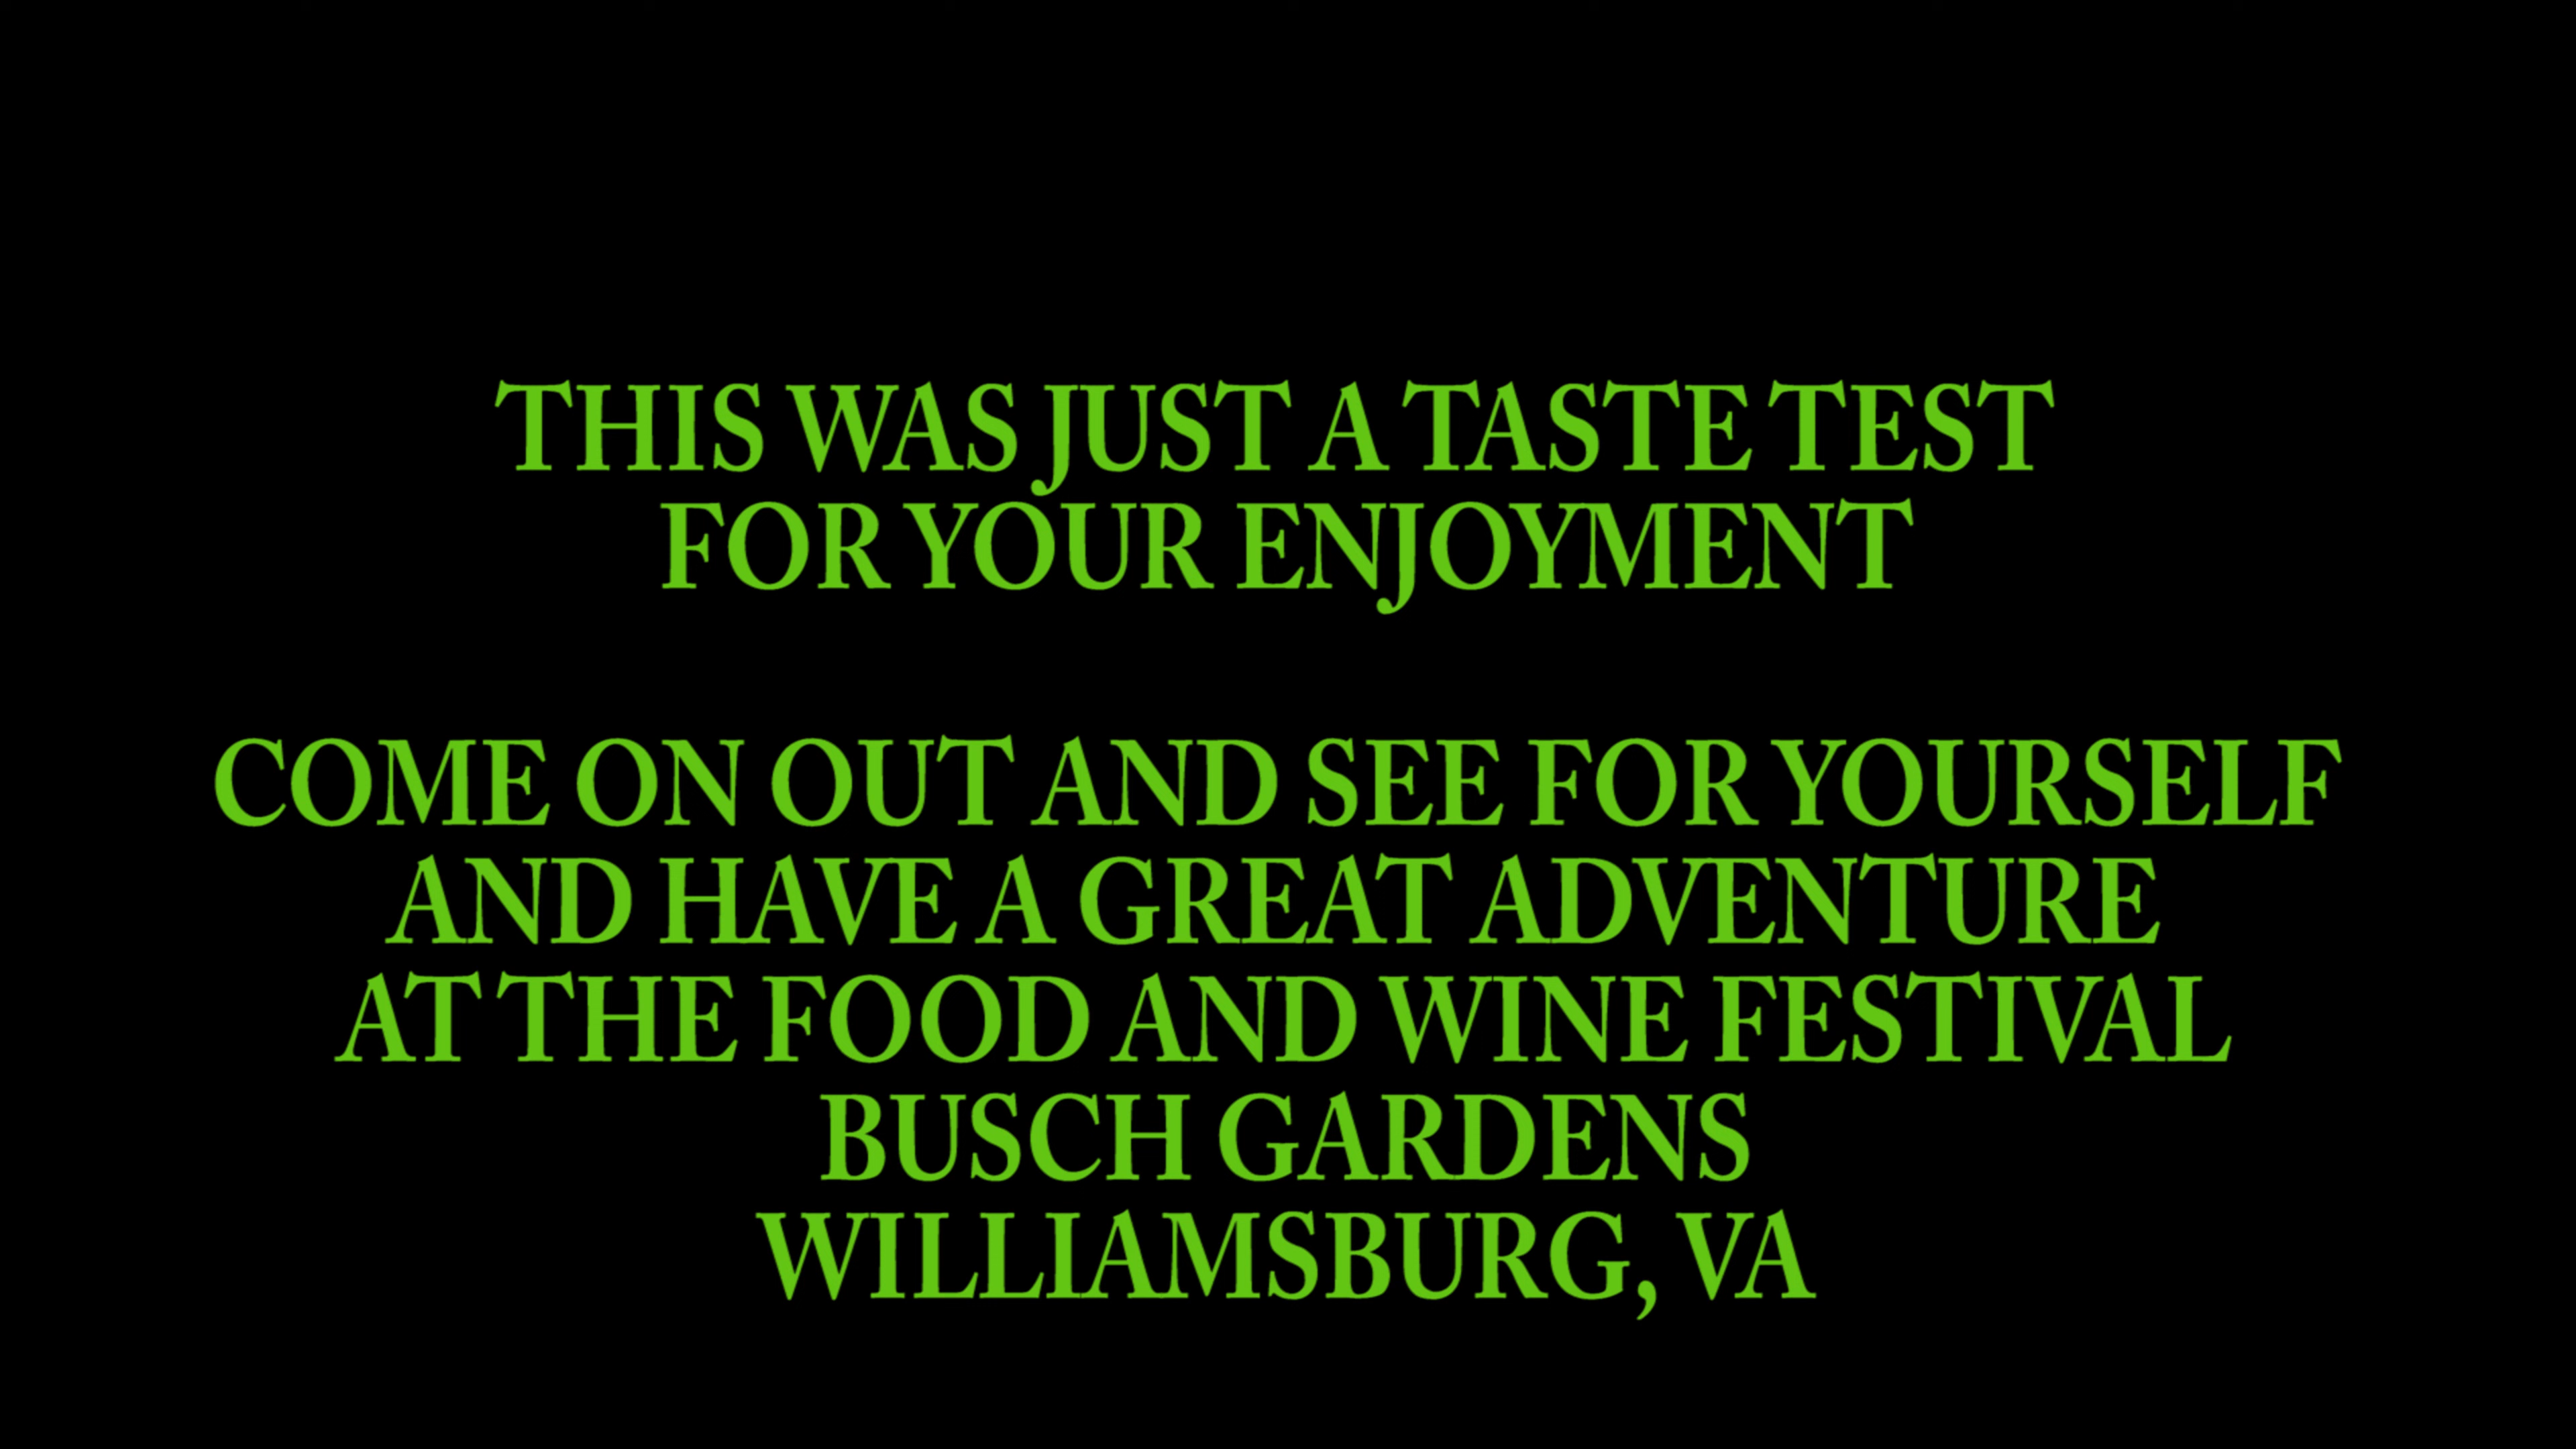 THIS WAS JUST A TASTE TEST
FOR YOUR ENJOYMENT
COME ON OUT AND SEE FOR YOURSELF
AND HAVE A GREAT ADVENTURE
AT THE FOOD AND WINE FESTIVAL
BUSCH GARDENS
WILLIAMSBURG, VA